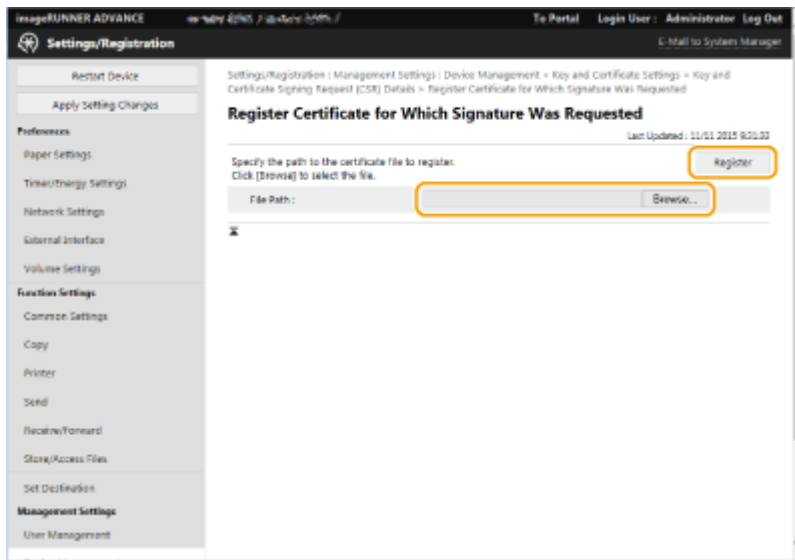 imageRUNNER ADVANCE
To Portal Login User : Administrator Log Out
Settings/Registration
E-Mail to System Manager
Restart Device
Apply Setting Changes
Preferences
Paper Settings
Timer/Energy Settings
Network Settings
External Interface
Volume Settings
Function Settings
Common Settings
Copy
Printer
Send
Receive/Forward
Store/Access Files
Set Destination
Management Settings
User Management
Settings/Registration : Management Settings : Device Management > Key and Certificate Settings > Key and
Certificate Signing Request (CSR) Details > Register Certificate for Which Signature Was Requested
Register Certificate for Which Signature Was Requested
Last Updated : 11/11 2015 9:31:33
Specify the path to the certificate file to register.
Click [Browse] to select the file.
Register
File Path :
Browse...